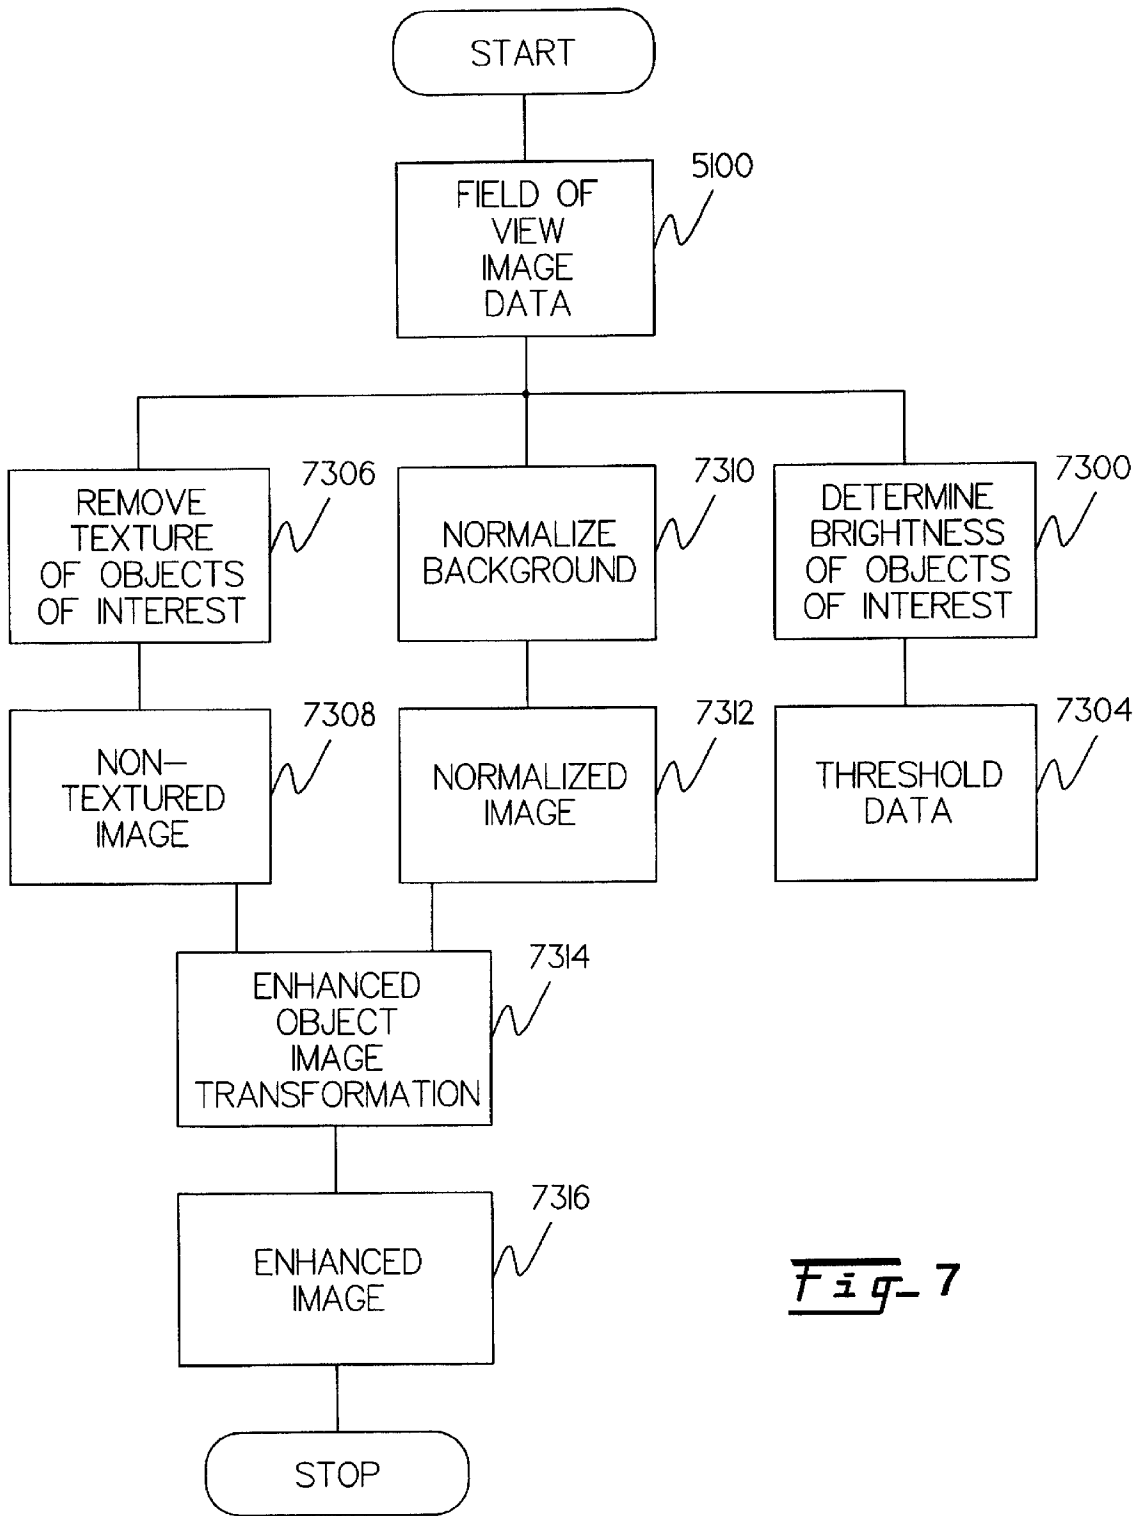 START
5100
FIELD OF
VIEW
IMAGE
DATA
7306
REMOVE
TEXTURE
OF OBJECTS
OF INTEREST
7310
NORMALIZE
BACKGROUND
7300
DETERMINE
BRIGHTNESS
OF OBJECTS
OF INTEREST
7308
NON-
TEXTURED
IMAGE
7312
NORMALIZED
IMAGE
7304
THRESHOLD
DATA
7314
ENHANCED
OBJECT
IMAGE
TRANSFORMATION
7316
ENHANCED
IMAGE
Fig_ 7
STOP